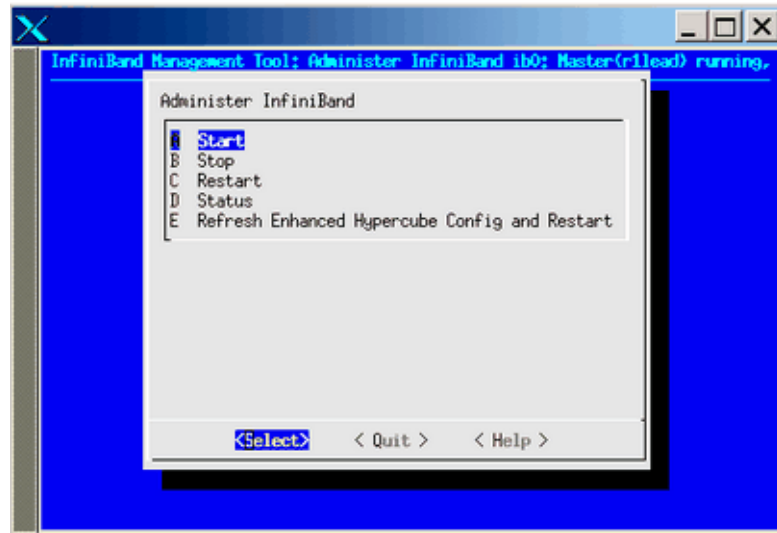 InfiniBand Management Tool; Administer InfiniBand ib0; Master(r1lead) running,
Administer InfiniBand
A Start
B Stop
C Restart
D Status
E Refresh Enhanced Hypercube Config and Restart
<Select> < Quit > < Help >